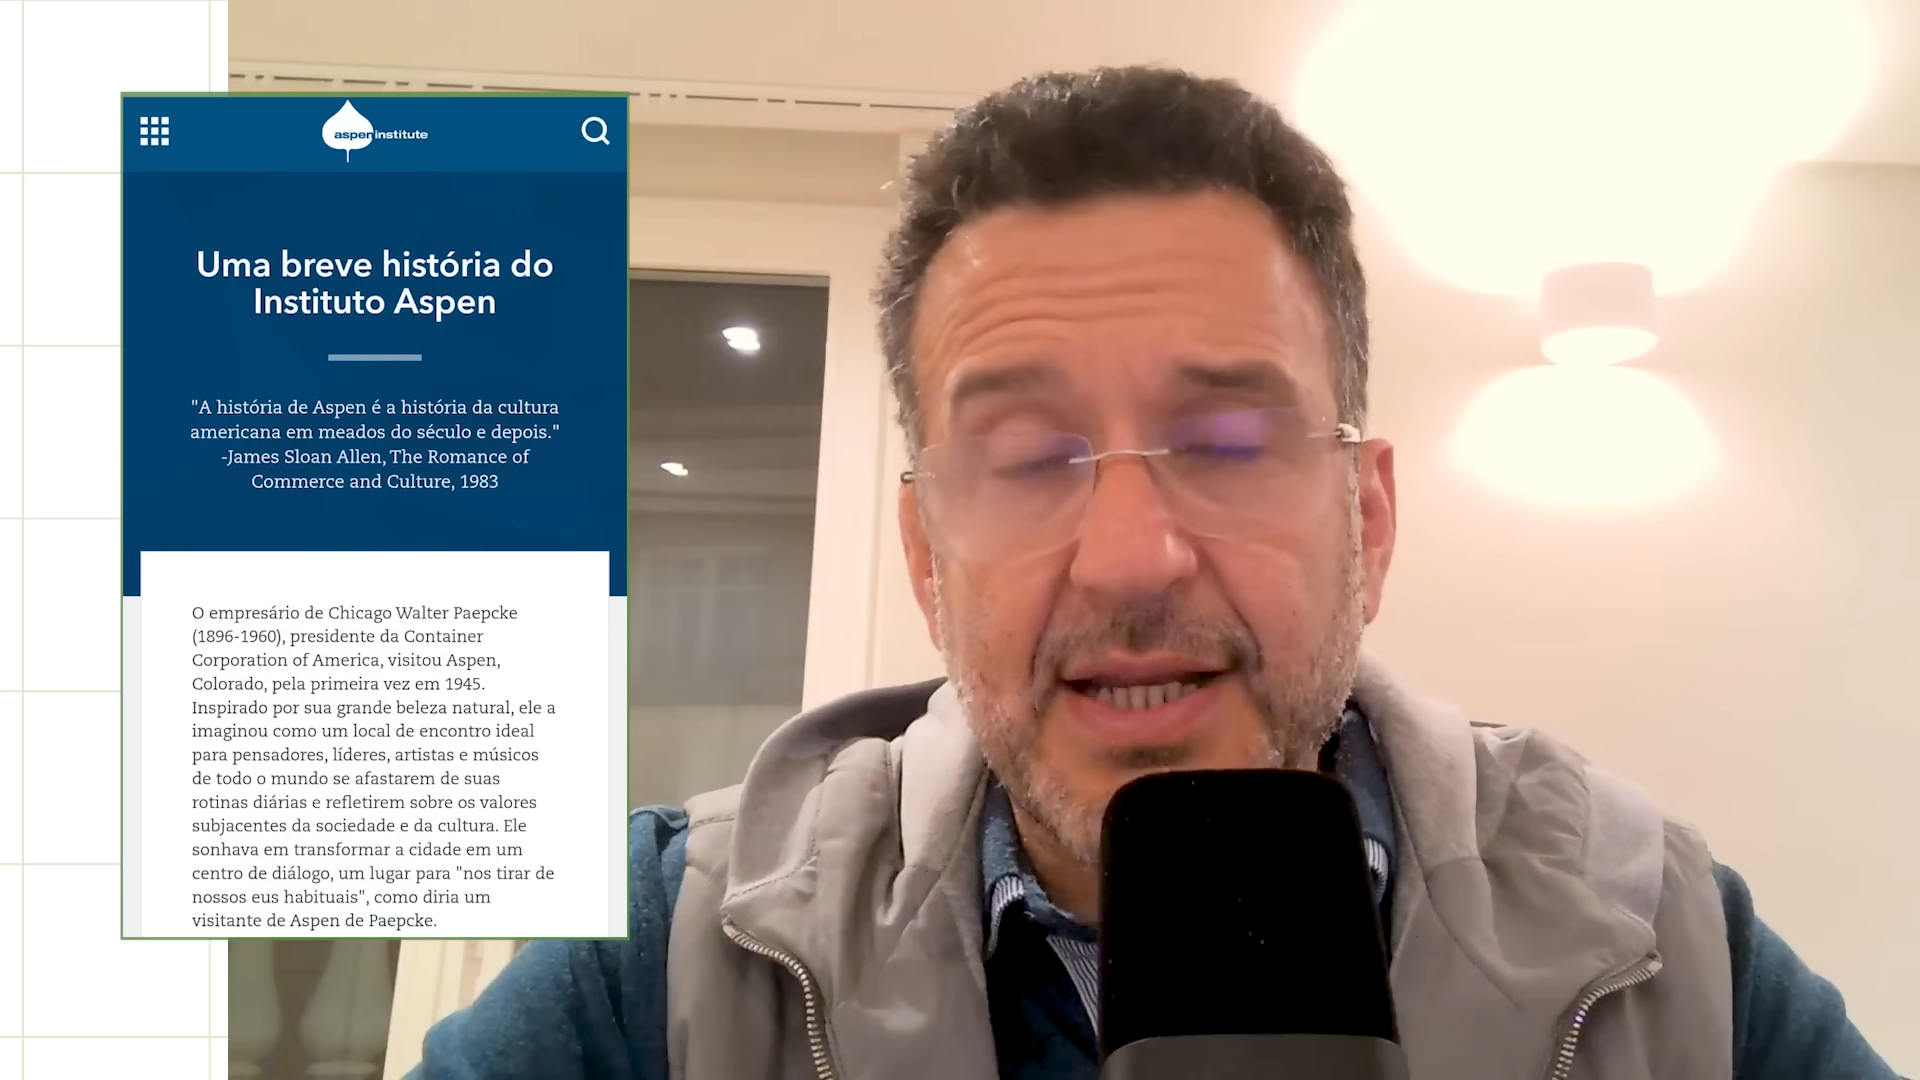 aspen institute
Uma breve história do
Instituto Aspen
"A história de Aspen é a história da cultura
americana em meados do século e depois."
-James Sloan Allen, The Romance of
Commerce and Culture, 1983
O empresário de Chicago Walter Paepcke
(1896-1960), presidente da Container
Corporation of America, visitou Aspen,
Colorado, pela primeira vez em 1945.
Inspirado por sua grande beleza natural, ele a
imaginou como um local de encontro ideal
para pensadores, líderes, artistas e músicos
de todo o mundo se afastarem de suas
rotinas diárias e refletirem sobre os valores
subjacentes da sociedade e da cultura. Ele
sonhava em transformar a cidade em um
centro de diálogo, um lugar para "nos tirar de
nossos eus habituais", como diria um
visitante de Aspen de Paepcke.